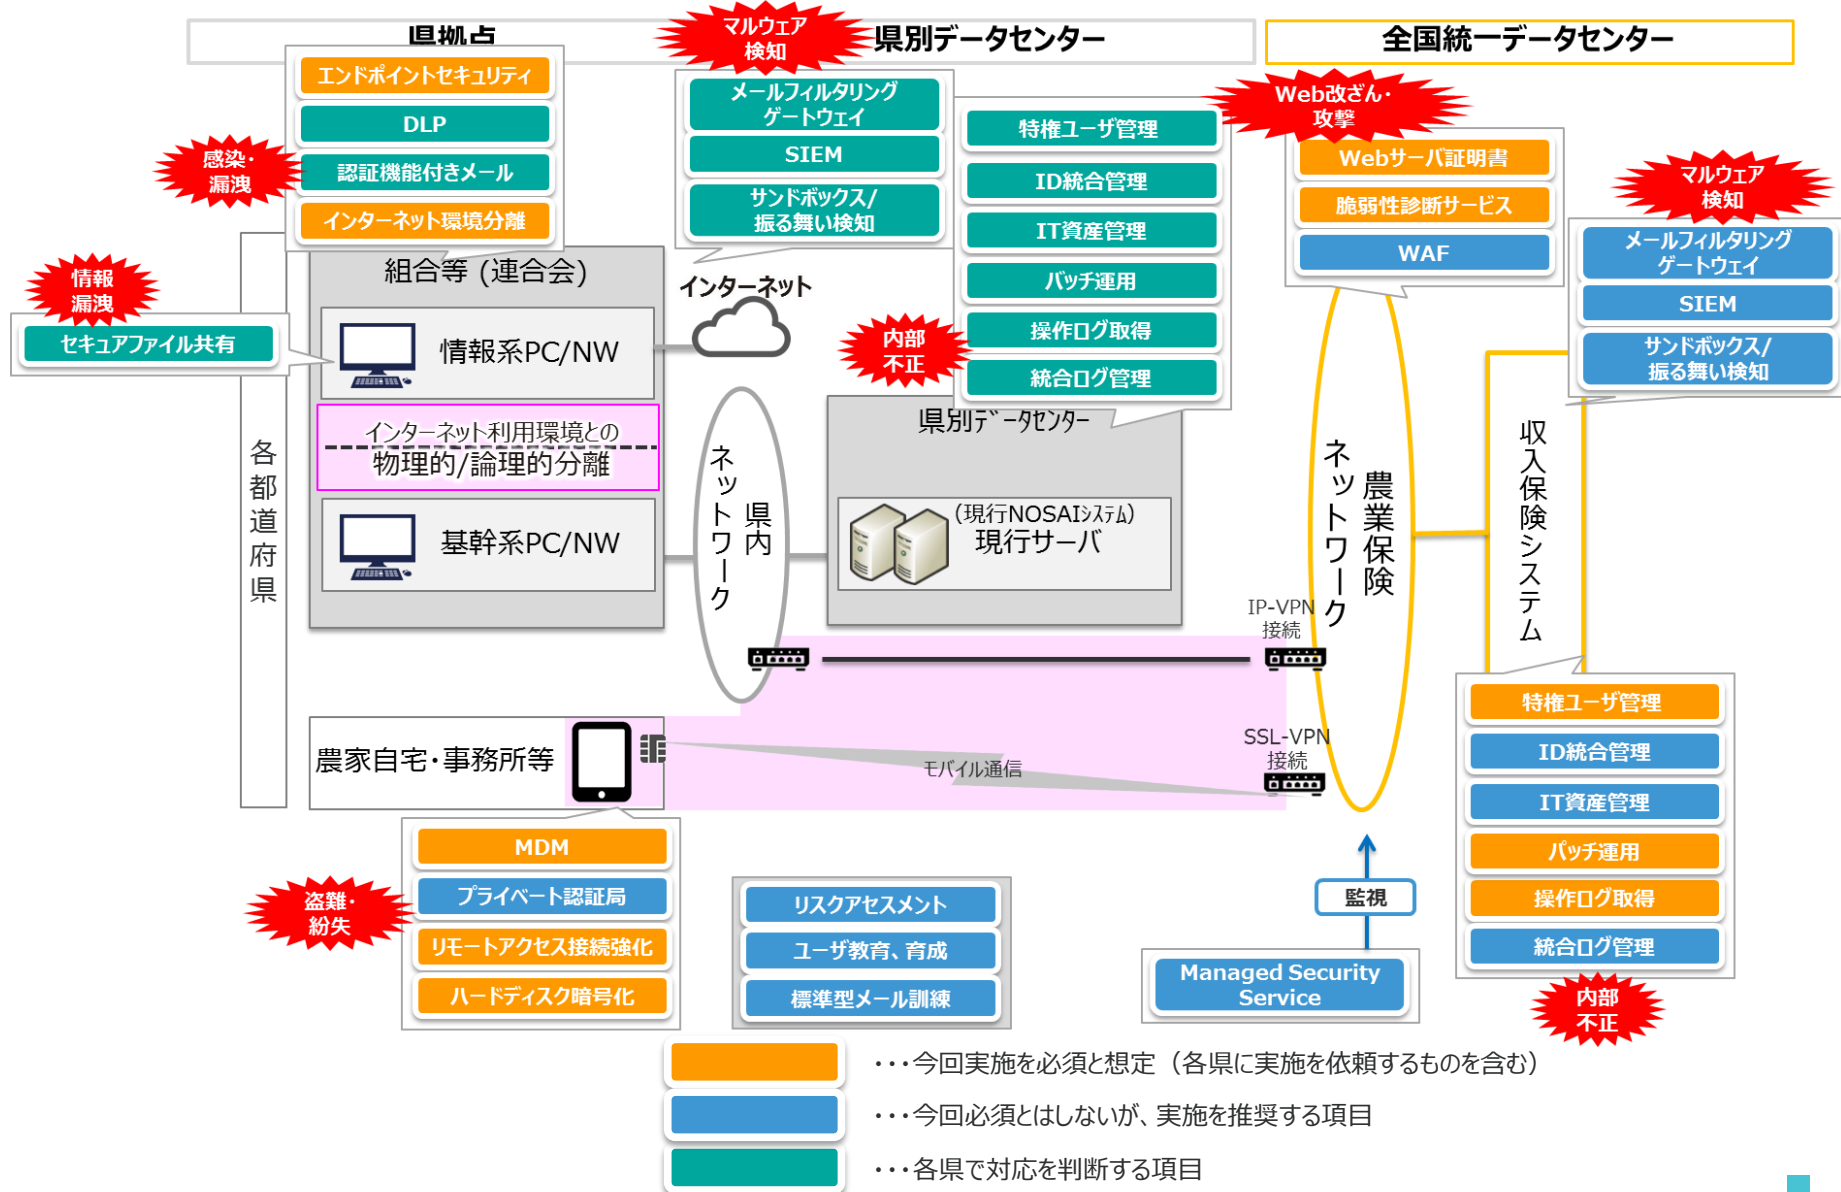 県拠点
県別データセンター
全国統一データセンター
マルウェア
検知
エンドポイントセキュリティ
DLP
認証機能付きメール
インターネット環境分離
感染・
漏洩
メールフィルタリング
ゲートウェイ
SIEM
サンドボックス/
振る舞い検知
特権ユーザ管理
ID統合管理
IT資産管理
パッチ運用
操作ログ取得
統合ログ管理
内部
不正
Web改ざん・
攻撃
Webサーバ証明書
脆弱性診断サービス
WAF
マルウェア
検知
メールフィルタリング
ゲートウェイ
SIEM
サンドボックス/
振る舞い検知
情報
漏洩
セキュアファイル共有
各都道府県
組合等 (連合会)
情報系PC/NW
インターネット利用環境との
物理的/論理的分離
基幹系PC/NW
インターネット
県内
ネットワーク
県別データセンター
(現行NOSAIシステム)
現行サーバ
農業保険
ネットワーク
収入保険システム
IP-VPN
接続
SSL-VPN
接続
モバイル通信
農家自宅・事務所等
MDM
プライベート認証局
リモートアクセス接続強化
ハードディスク暗号化
盗難・
紛失
リスクアセスメント
ユーザ教育、育成
標準型メール訓練
監視
Managed Security
Service
特権ユーザ管理
ID統合管理
IT資産管理
パッチ運用
操作ログ取得
統合ログ管理
内部
不正
・・・今回実施を必須と想定（各県に実施を依頼するものを含む）
・・・今回必須とはしないが、実施を推奨する項目
・・・各県で対応を判断する項目